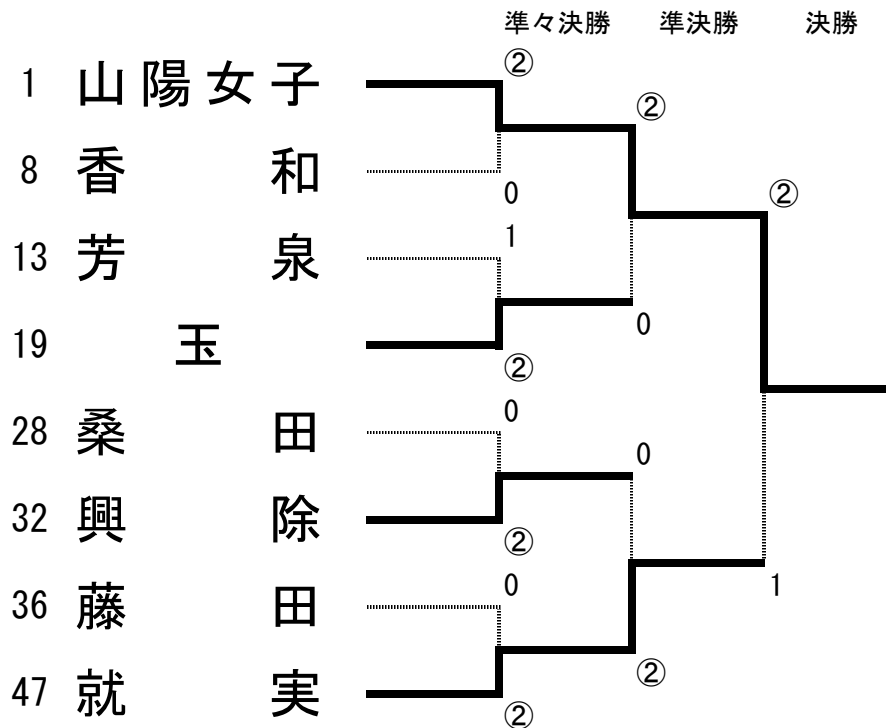 準々決勝 準決勝 決勝
②
1 山陽女子
②
8 香和
0
②
1
13 芳泉
0
19 玉
②
0
28 桑田
0
32 興除
②
0
1
36 藤田
②
47 就実
②